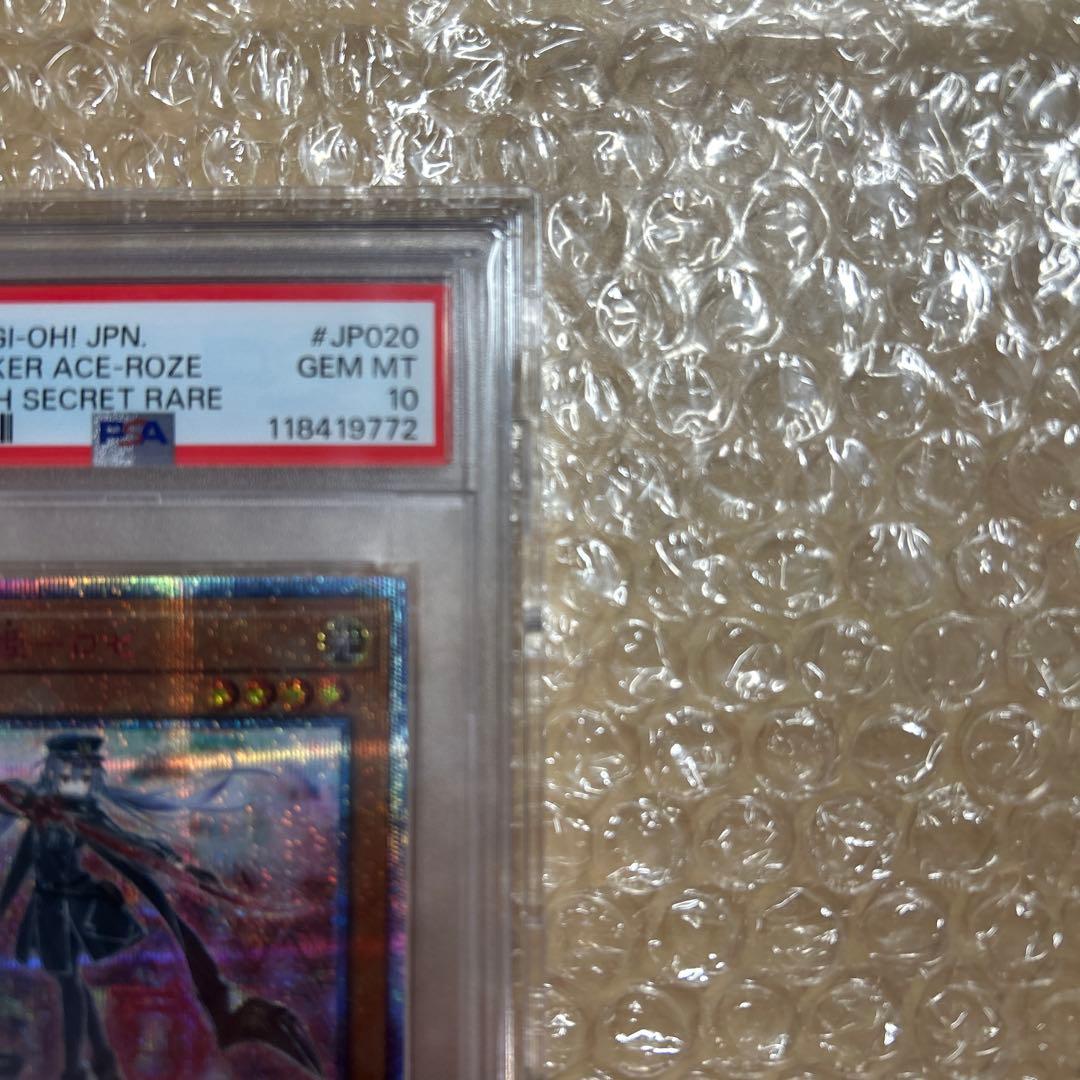 GI-OH! JPN. #JP020
KER ACE-ROZE GEM MT
H SECRET RARE 10
PSA 118419772